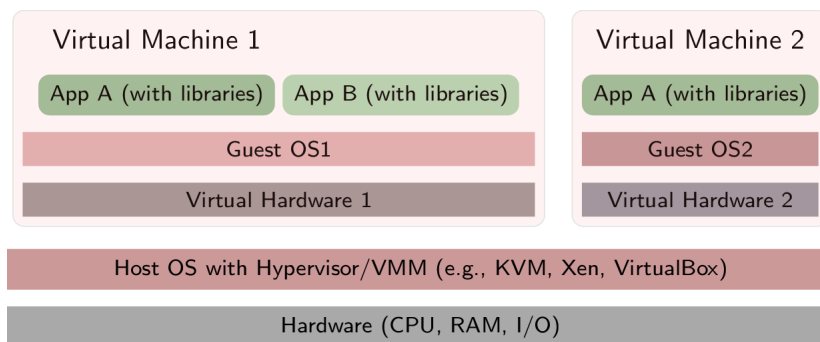 Virtual Machine 1
App A (with libraries)
App B (with libraries)
Guest OS1
Virtual Hardware 1
Virtual Machine 2
App A (with libraries)
Guest OS2
Virtual Hardware 2
Host OS with Hypervisor/VMM (e.g., KVM, Xen, VirtualBox)
Hardware (CPU, RAM, I/O)